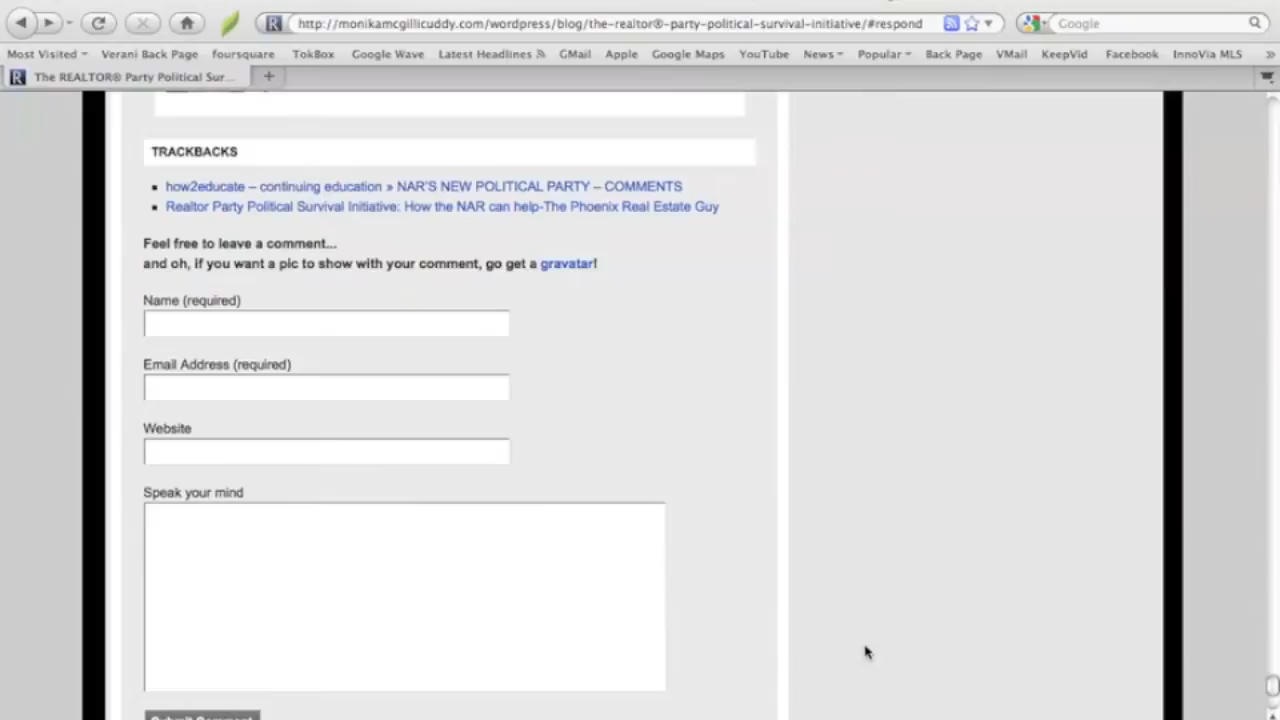 http://monikamcgillicuddy.com/wordpress/blog/the-realtor®-party-political-survival-initiative/#respond
Google
Most Visited Verani Back Page foursquare TokBox Google Wave Latest Headlines GMail Apple Google Maps YouTube News Popular Back Page VMail KeepVid Facebook InnoVia MLS »
The REALTOR® Party Political Sur... +
TRACKBACKS
how2educate – continuing education » NAR'S NEW POLITICAL PARTY – COMMENTS
Realtor Party Political Survival Initiative: How the NAR can help-The Phoenix Real Estate Guy
Feel free to leave a comment...
and oh, if you want a pic to show with your comment, go get a gravatar!
Name (required)
Email Address (required)
Website
Speak your mind
Submit Comment